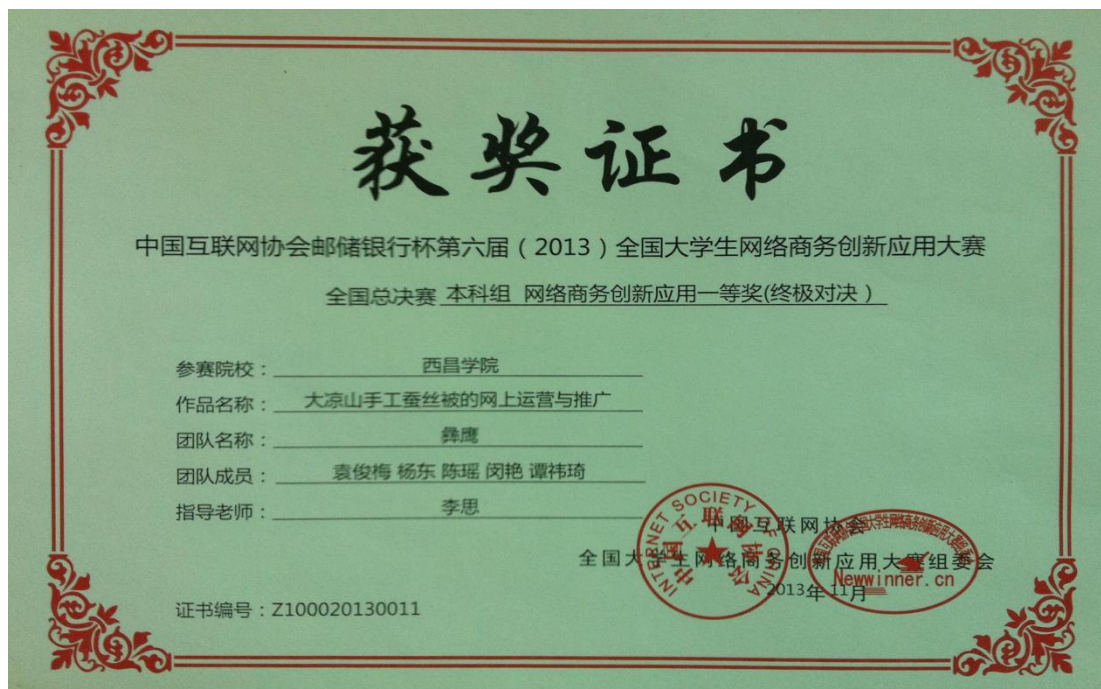 获奖证书
中国互联网协会邮储银行杯第六届（2013）全国大学生网络商务创新应用大赛
全国总决赛 本科组 网络商务创新应用一等奖(终极对决)
参赛院校：西昌学院
作品名称：大凉山手工蚕丝被的网上运营与推广
团队名称：彝鹰
团队成员：袁俊梅 杨东 陈瑶 闵艳 谭祎琦
指导老师：李思
中国互联网协会
全国大学生网络商务创新应用大赛组委会
2013年11月
INTERNET SOCIETY OF CHINA
中国互联网协会
Newwinner.cn
证书编号：Z100020130011